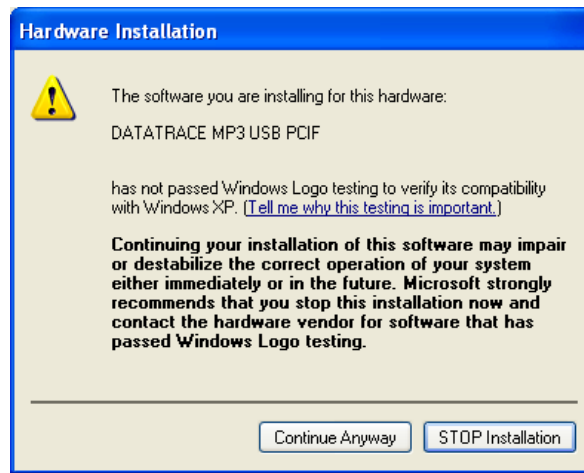 Hardware Installation
The software you are installing for this hardware:
DATATRACE MP3 USB PCIF
has not passed Windows Logo testing to verify its compatibility
with Windows XP. (Tell me why this testing is important.)
Continuing your installation of this software may impair
or destabilize the correct operation of your system
either immediately or in the future. Microsoft strongly
recommends that you stop this installation now and
contact the hardware vendor for software that has
passed Windows Logo testing.
Continue Anyway
STOP Installation